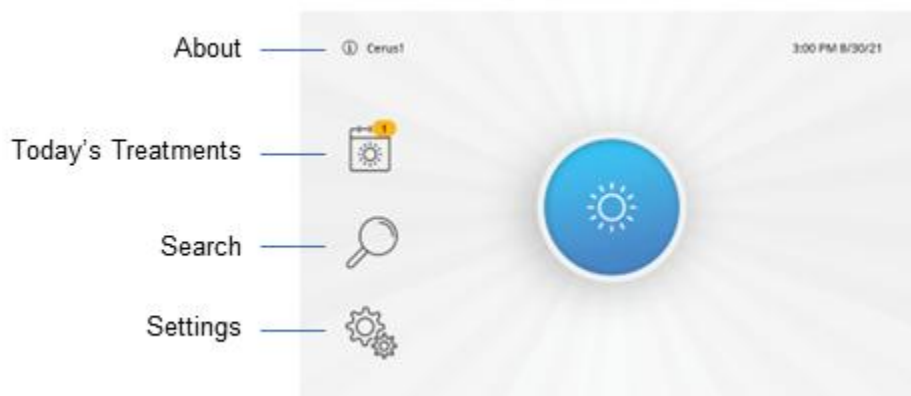 About
Cerus1
3:00 PM 8/30/21
1
Today's Treatments
Search
Settings